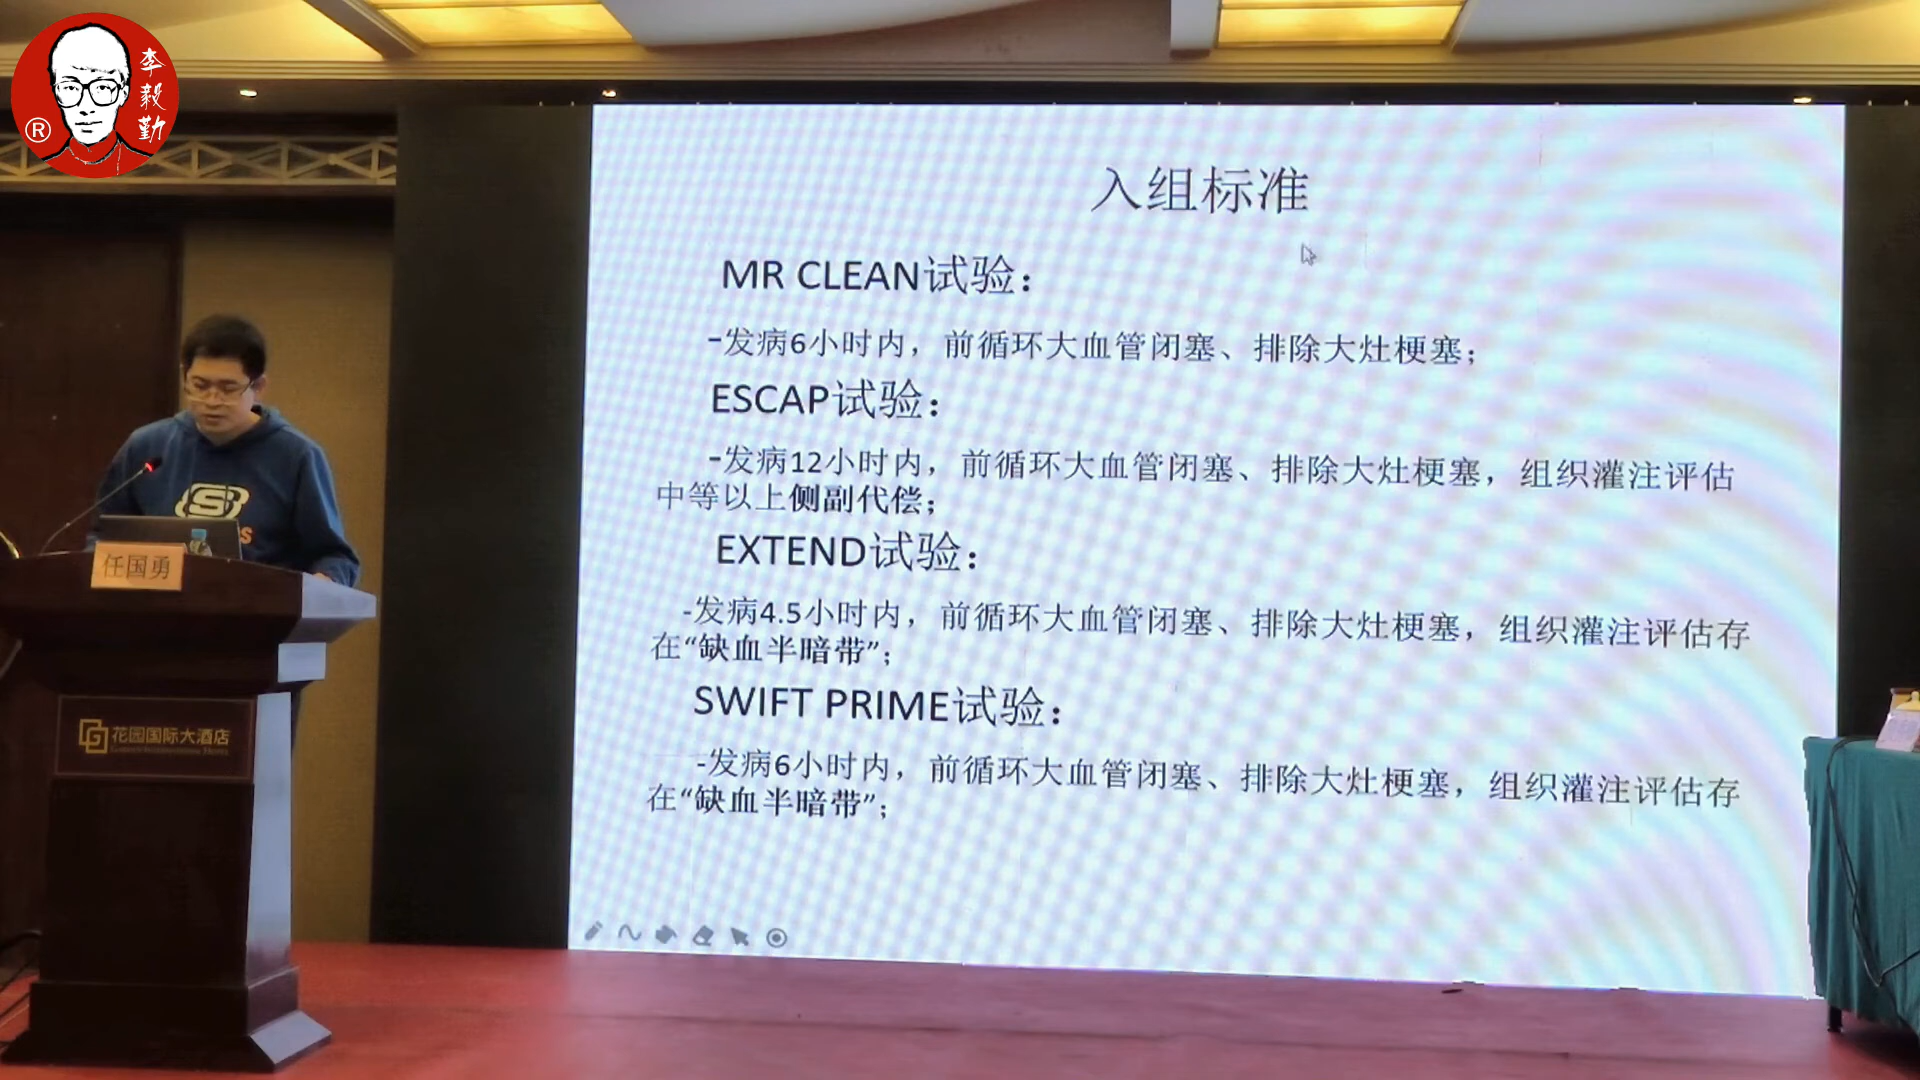 李毅勤
®
入组标准
MR CLEAN试验：
-发病6小时内，前循环大血管闭塞、排除大灶梗塞；
ESCAP试验：
-发病12小时内，前循环大血管闭塞、排除大灶梗塞，组织灌注评估
中等以上侧副代偿；
EXTEND试验：
-发病4.5小时内，前循环大血管闭塞、排除大灶梗塞，组织灌注评估存
在“缺血半暗带”；
SWIFT PRIME试验：
-发病6小时内，前循环大血管闭塞、排除大灶梗塞，组织灌注评估存
在“缺血半暗带”；
任国勇
花园国际大酒店